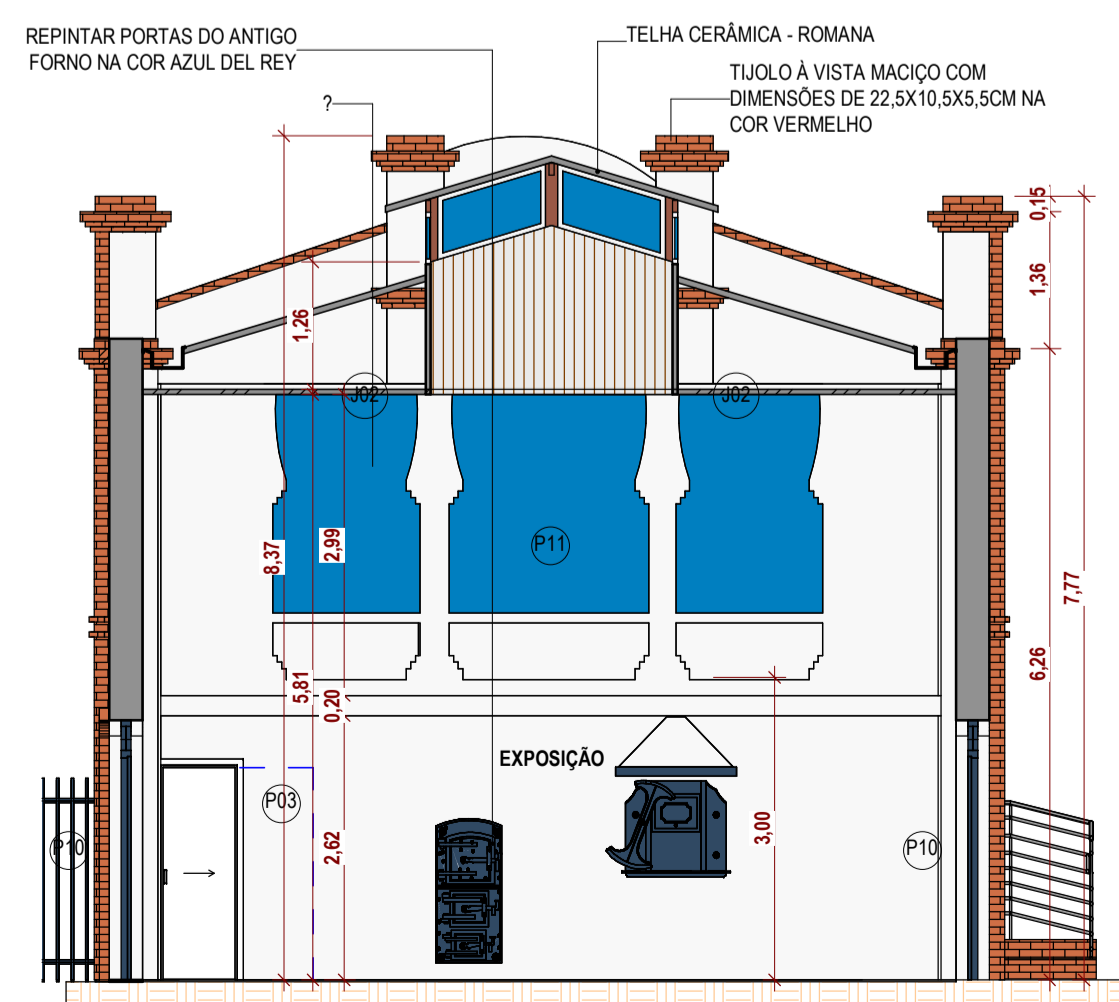 REPINTAR PORTAS DO ANTIGO
FORNO NA COR AZUL DEL REY
TELHA CERÂMICA - ROMANA
TIJOLO À VISTA MACIÇO COM
DIMENSÕES DE 22,5X10,5X5,5CM NA
COR VERMELHO
?
0,15
1,36
1,26
J02
J02
8,37
2,99
P11
7,77
6,26
5,81
0,20
EXPOSIÇÃO
P03
3,00
2,62
P10
P10